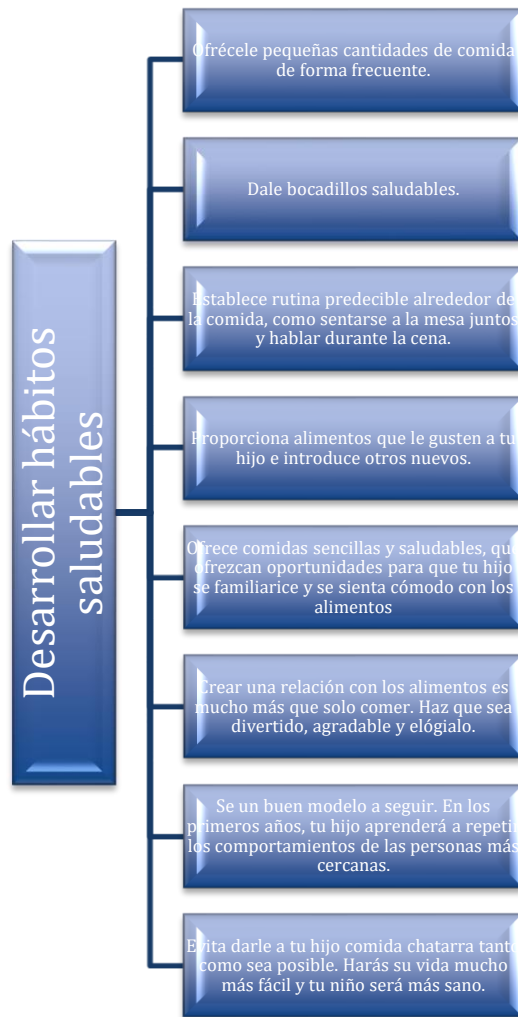 Desarrollar hábitos
saludables
Ofrécele pequeñas cantidades de comida
de forma frecuente.
Dale bocadillos saludables.
Establece rutina predecible alrededor de
la comida, como sentarse a la mesa juntos
y hablar durante la cena.
Proporciona alimentos que le gusten a tu
hijo e introduce otros nuevos.
Ofrece comidas sencillas y saludables, que
ofrezcan oportunidades para que tu hijo
se familiarice y se sienta cómodo con los
alimentos
Crear una relación con los alimentos es
mucho más que solo comer. Haz que sea
divertido, agradable y elógialo.
Se un buen modelo a seguir. En los
primeros años, tu hijo aprenderá a repetir
los comportamientos de las personas más
cercanas.
Evita darle a tu hijo comida chatarra tanto
como sea posible. Harás su vida mucho
más fácil y tu niño será más sano.